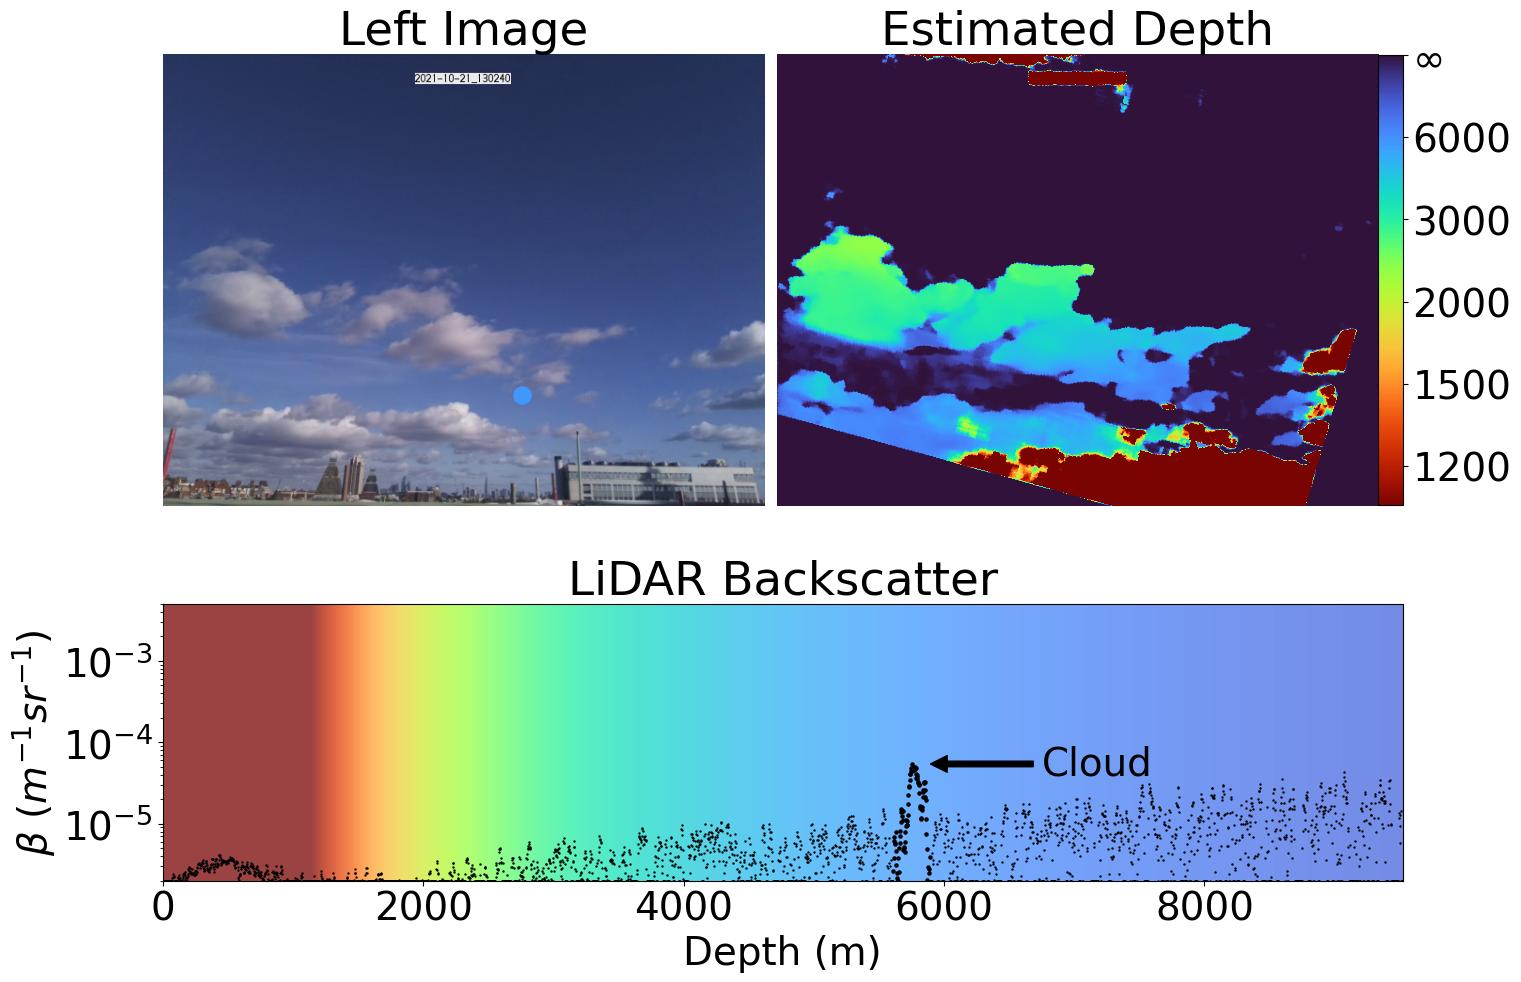 Left Image
Estimated Depth
2021-10-21_130240
∞
6000
3000
2000
1500
1200
LiDAR Backscatter
β (m⁻¹sr⁻¹)
10⁻³
10⁻⁴
10⁻⁵
Cloud
0 2000 4000 6000 8000
Depth (m)